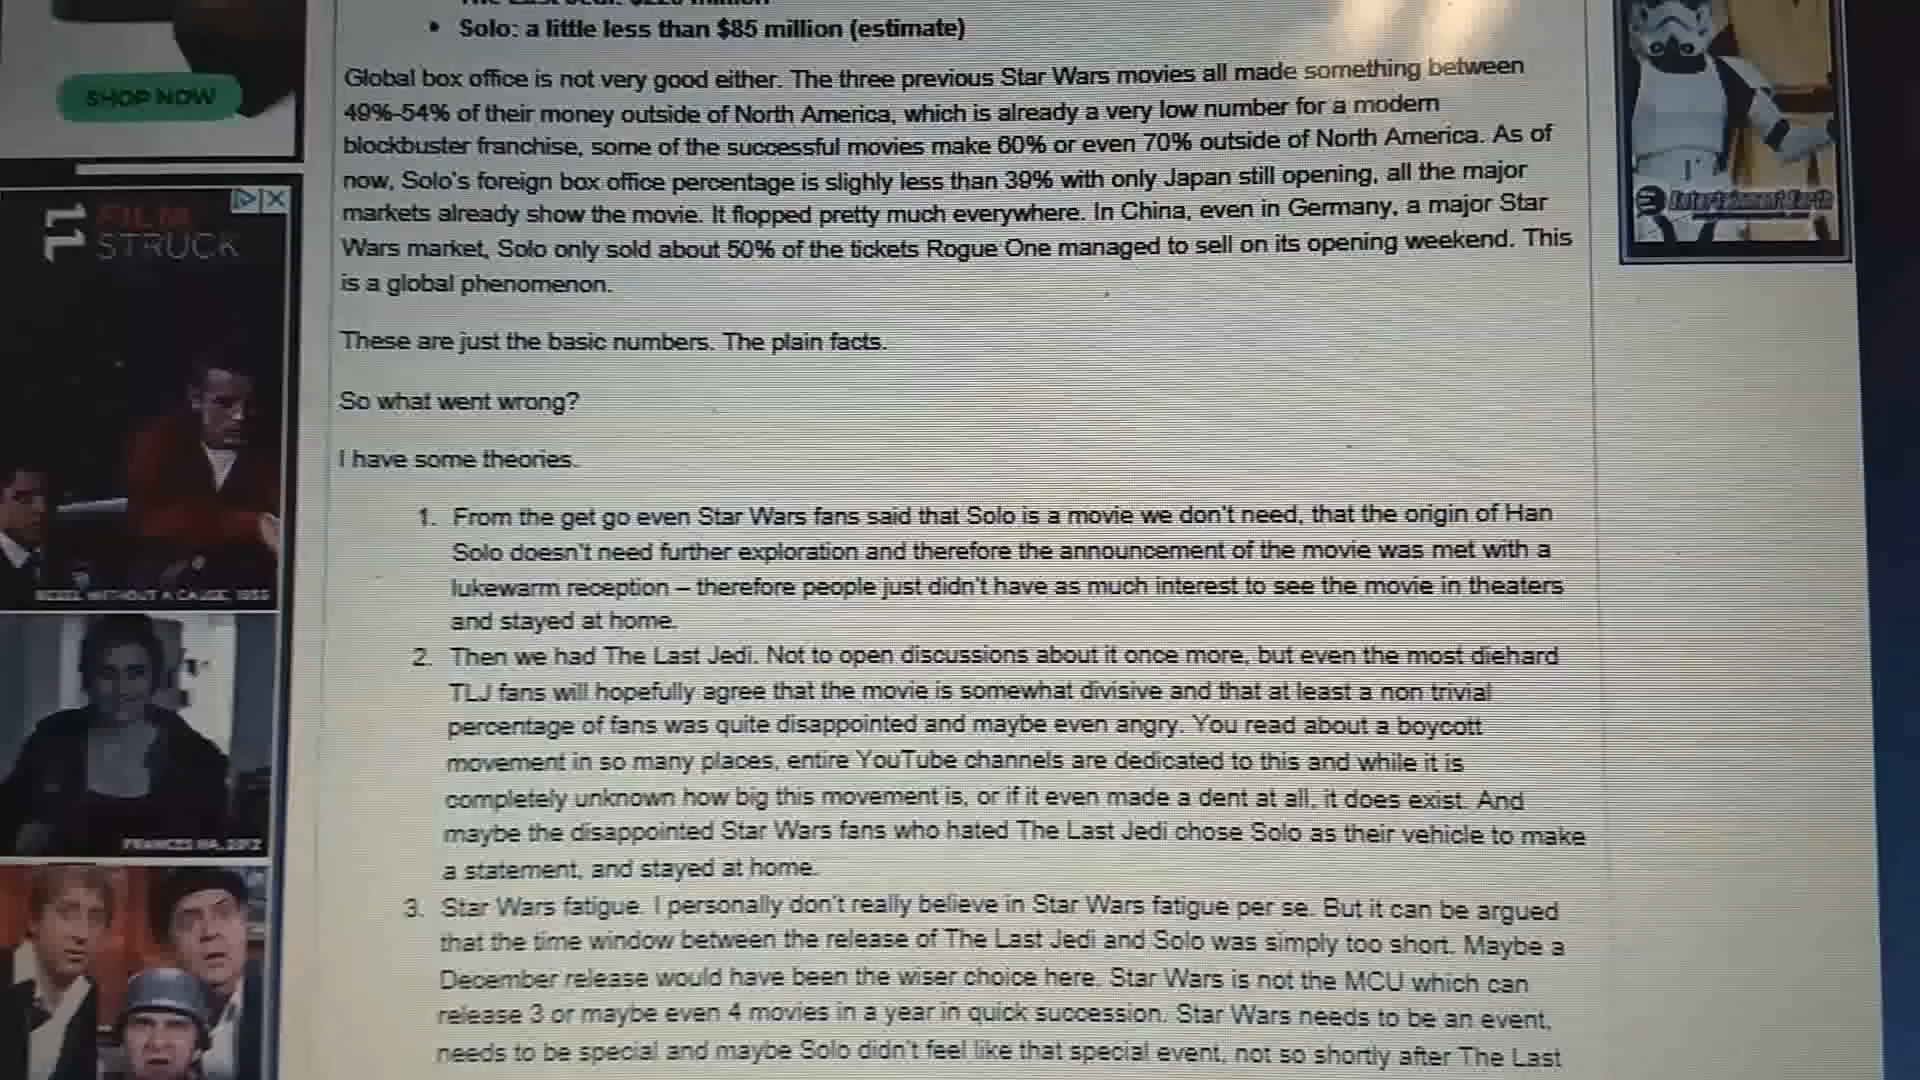 Solo: a little less than $85 million (estimate)
Global box office is not very good either. The three previous Star Wars movies all made something between
49%-54% of their money outside of North America, which is already a very low number for a modern
blockbuster franchise, some of the successful movies make 60% or even 70% outside of North America. As of
now, Solo's foreign box office percentage is slighly less than 39% with only Japan still opening, all the major
markets already show the movie. It flopped pretty much everywhere. In China, even in Germany, a major Star
Wars market, Solo only sold about 50% of the tickets Rogue One managed to sell on its opening weekend. This
is a global phenomenon.
These are just the basic numbers. The plain facts.
So what went wrong?
I have some theories.
1. From the get go even Star Wars fans said that Solo is a movie we don't need, that the origin of Han
Solo doesn't need further exploration and therefore the announcement of the movie was met with a
lukewarm reception – therefore people just didn't have as much interest to see the movie in theaters
and stayed at home.
2. Then we had The Last Jedi. Not to open discussions about it once more, but even the most diehard
TLJ fans will hopefully agree that the movie is somewhat divisive and that at least a non trivial
percentage of fans was quite disappointed and maybe even angry. You read about a boycott
movement in so many places, entire YouTube channels are dedicated to this and while it is
completely unknown how big this movement is, or if it even made a dent at all, it does exist. And
maybe the disappointed Star Wars fans who hated The Last Jedi chose Solo as their vehicle to make
a statement, and stayed at home.
3. Star Wars fatigue. I personally don't really believe in Star Wars fatigue per se. But it can be argued
that the time window between the release of The Last Jedi and Solo was simply too short. Maybe a
December release would have been the wiser choice here. Star Wars is not the MCU which can
release 3 or maybe even 4 movies in a year in quick succession. Star Wars needs to be an event,
needs to be special and maybe Solo didn't feel like that special event, not so shortly after The Last
SHOP NOW
FILM
STRUCK
REBEL WITHOUT A CAUSE, 1955
FRANCES HA, 2012
Entertainment Earth